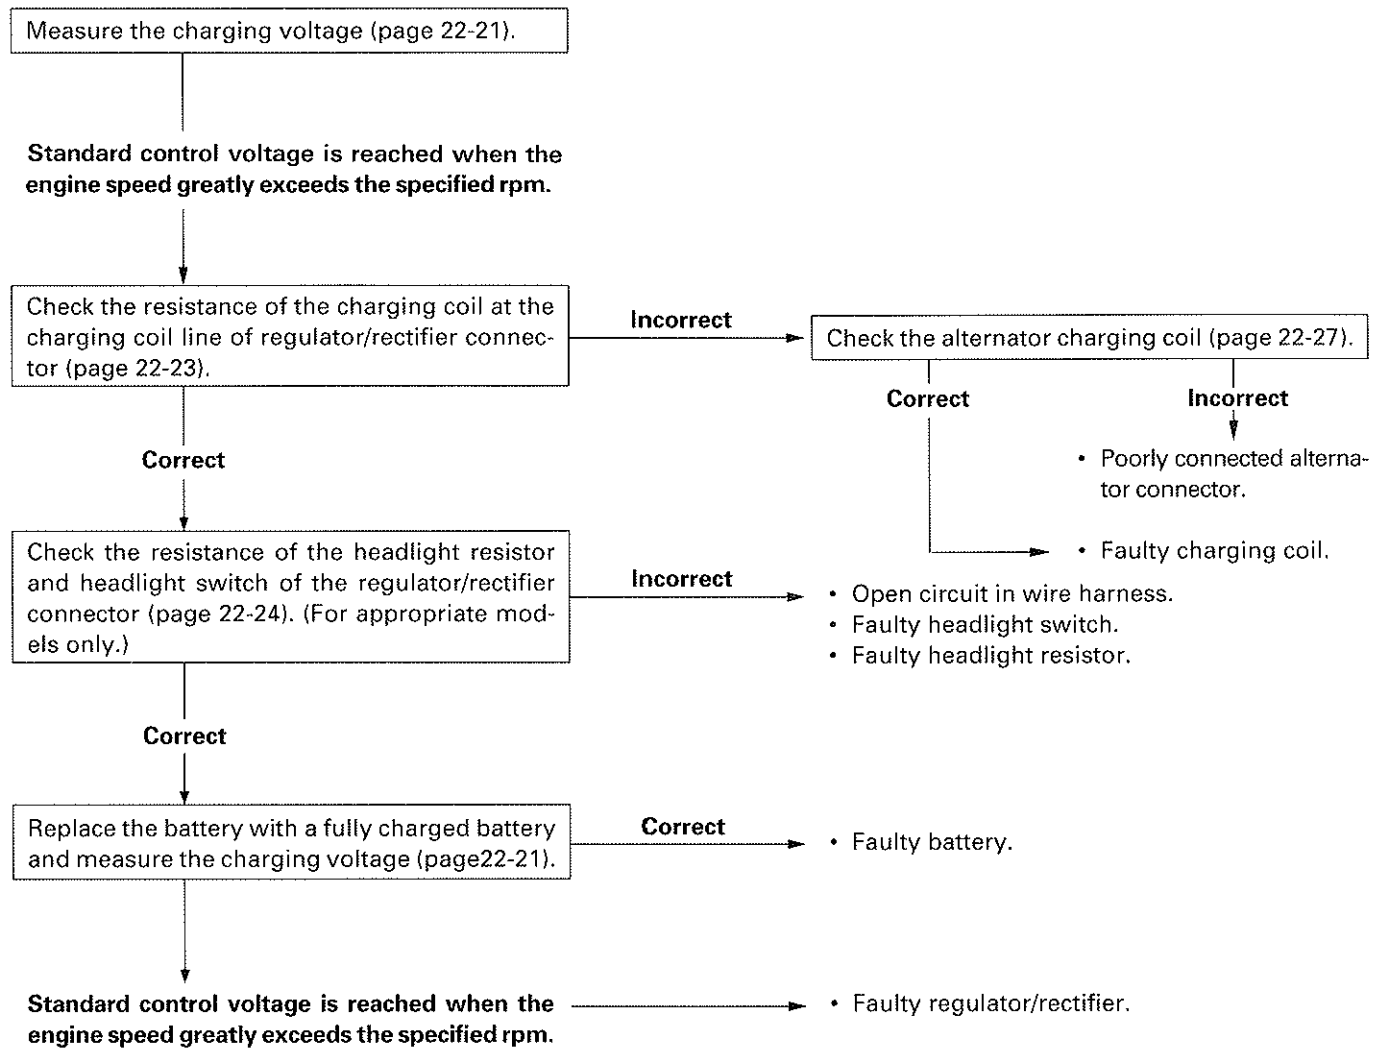 Measure the charging voltage (page 22-21).
Standard control voltage is reached when the
engine speed greatly exceeds the specified rpm.
Check the resistance of the charging coil at the
charging coil line of regulator/rectifier connec-
tor (page 22-23).
Incorrect
Check the alternator charging coil (page 22-27).
Correct
Incorrect
• Poorly connected alterna-
tor connector.
• Faulty charging coil.
Correct
Check the resistance of the headlight resistor
and headlight switch of the regulator/rectifier
connector (page 22-24). (For appropriate mod-
els only.)
Incorrect
• Open circuit in wire harness.
• Faulty headlight switch.
• Faulty headlight resistor.
Correct
Replace the battery with a fully charged battery
and measure the charging voltage (page22-21).
Correct
• Faulty battery.
Standard control voltage is reached when the
engine speed greatly exceeds the specified rpm.
• Faulty regulator/rectifier.